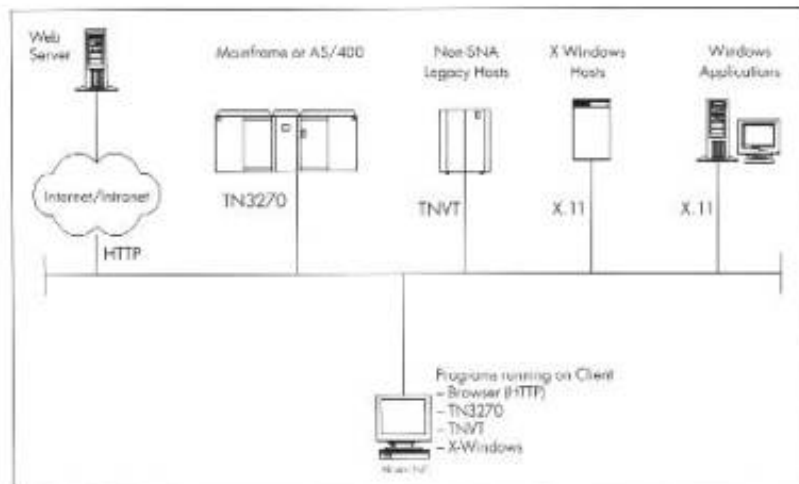 Web
Server
Mainframe or AS/400
Non-SNA
Legacy Hosts
X Windows
Hosts
Windows
Applications
Internet/Intranet
HTTP
TN3270
TNVT
X.11
X.11
Programs running on Client
– Browser (HTTP)
– TN3270
– TNVT
– X-Windows